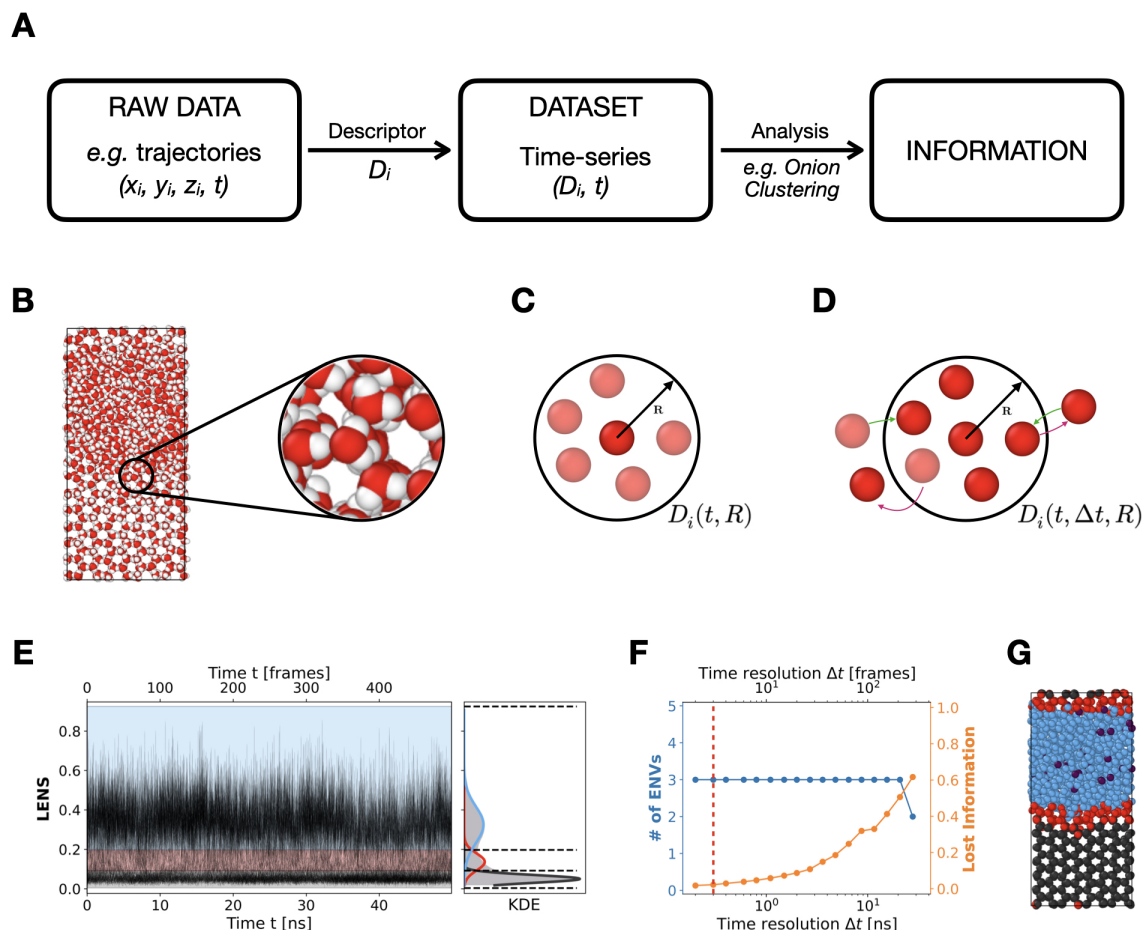 A
RAW DATA
e.g. trajectories
(xᵢ, yᵢ, zᵢ, t)
Descriptor
Dᵢ
DATASET
Time-series
(Dᵢ, t)
Analysis
e.g. Onion
Clustering
INFORMATION
B
C
R
Dᵢ(t, R)
D
R
Dᵢ(t, Δt, R)
E
Time t [frames]
0 100 200 300 400
LENS
0.8
0.6
0.4
0.2
0.0
0 10 20 30 40
Time t [ns]
KDE
F
Time resolution Δt [frames]
10¹ 10²
# of ENVs
5
4
3
2
1
0
1.0
0.8
0.6
0.4
0.2
0.0
Lost Information
10⁰ 10¹
Time resolution Δt [ns]
G